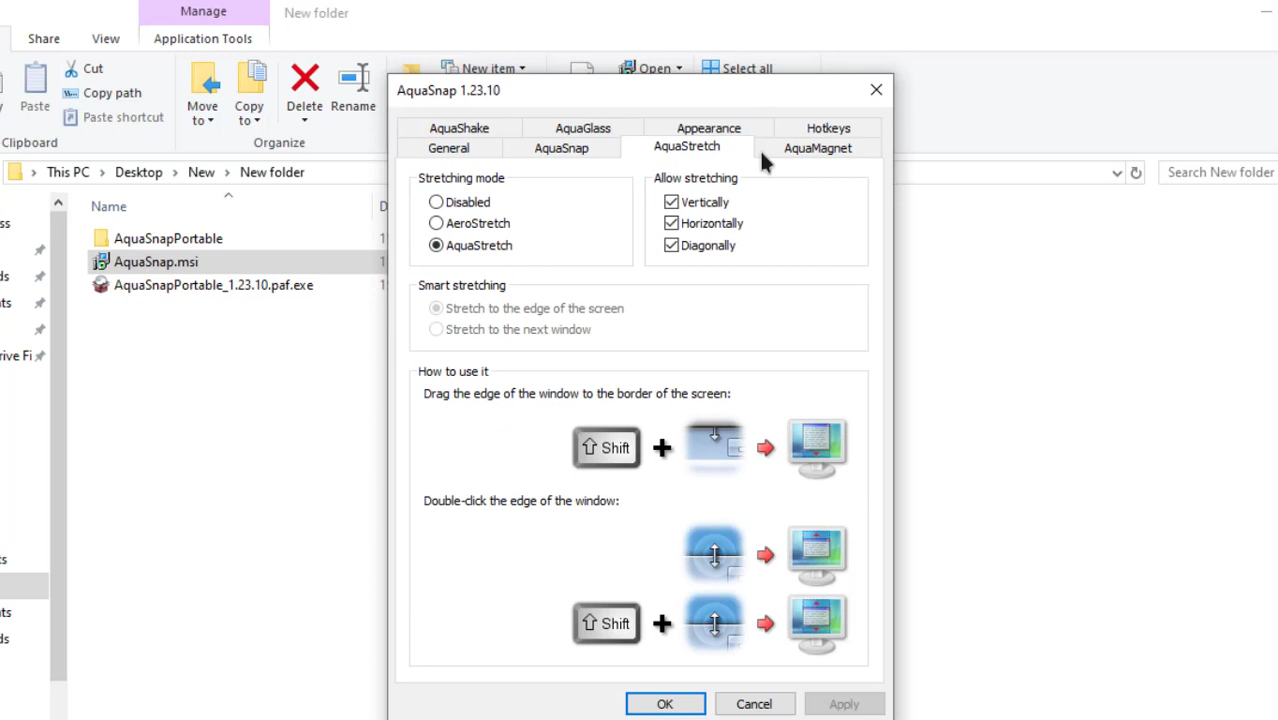 Manage
New folder
Share
View
Application Tools
Cut
Copy path
Paste shortcut
Paste
Move to
Copy to
Delete
Rename
New item
Open
Select all
Clipboard
Organize
This PC > Desktop > New > New folder
Search New folder
Name
AquaSnapPortable
AquaSnap.msi
AquaSnapPortable_1.23.10.paf.exe
AquaSnap 1.23.10
AquaShake
AquaGlass
Appearance
Hotkeys
General
AquaSnap
AquaStretch
AquaMagnet
Stretching mode
Disabled
AeroStretch
AquaStretch
Allow stretching
Vertically
Horizontally
Diagonally
Smart stretching
Stretch to the edge of the screen
Stretch to the next window
How to use it
Drag the edge of the window to the border of the screen:
Shift
Double-click the edge of the window:
Shift
OK
Cancel
Apply